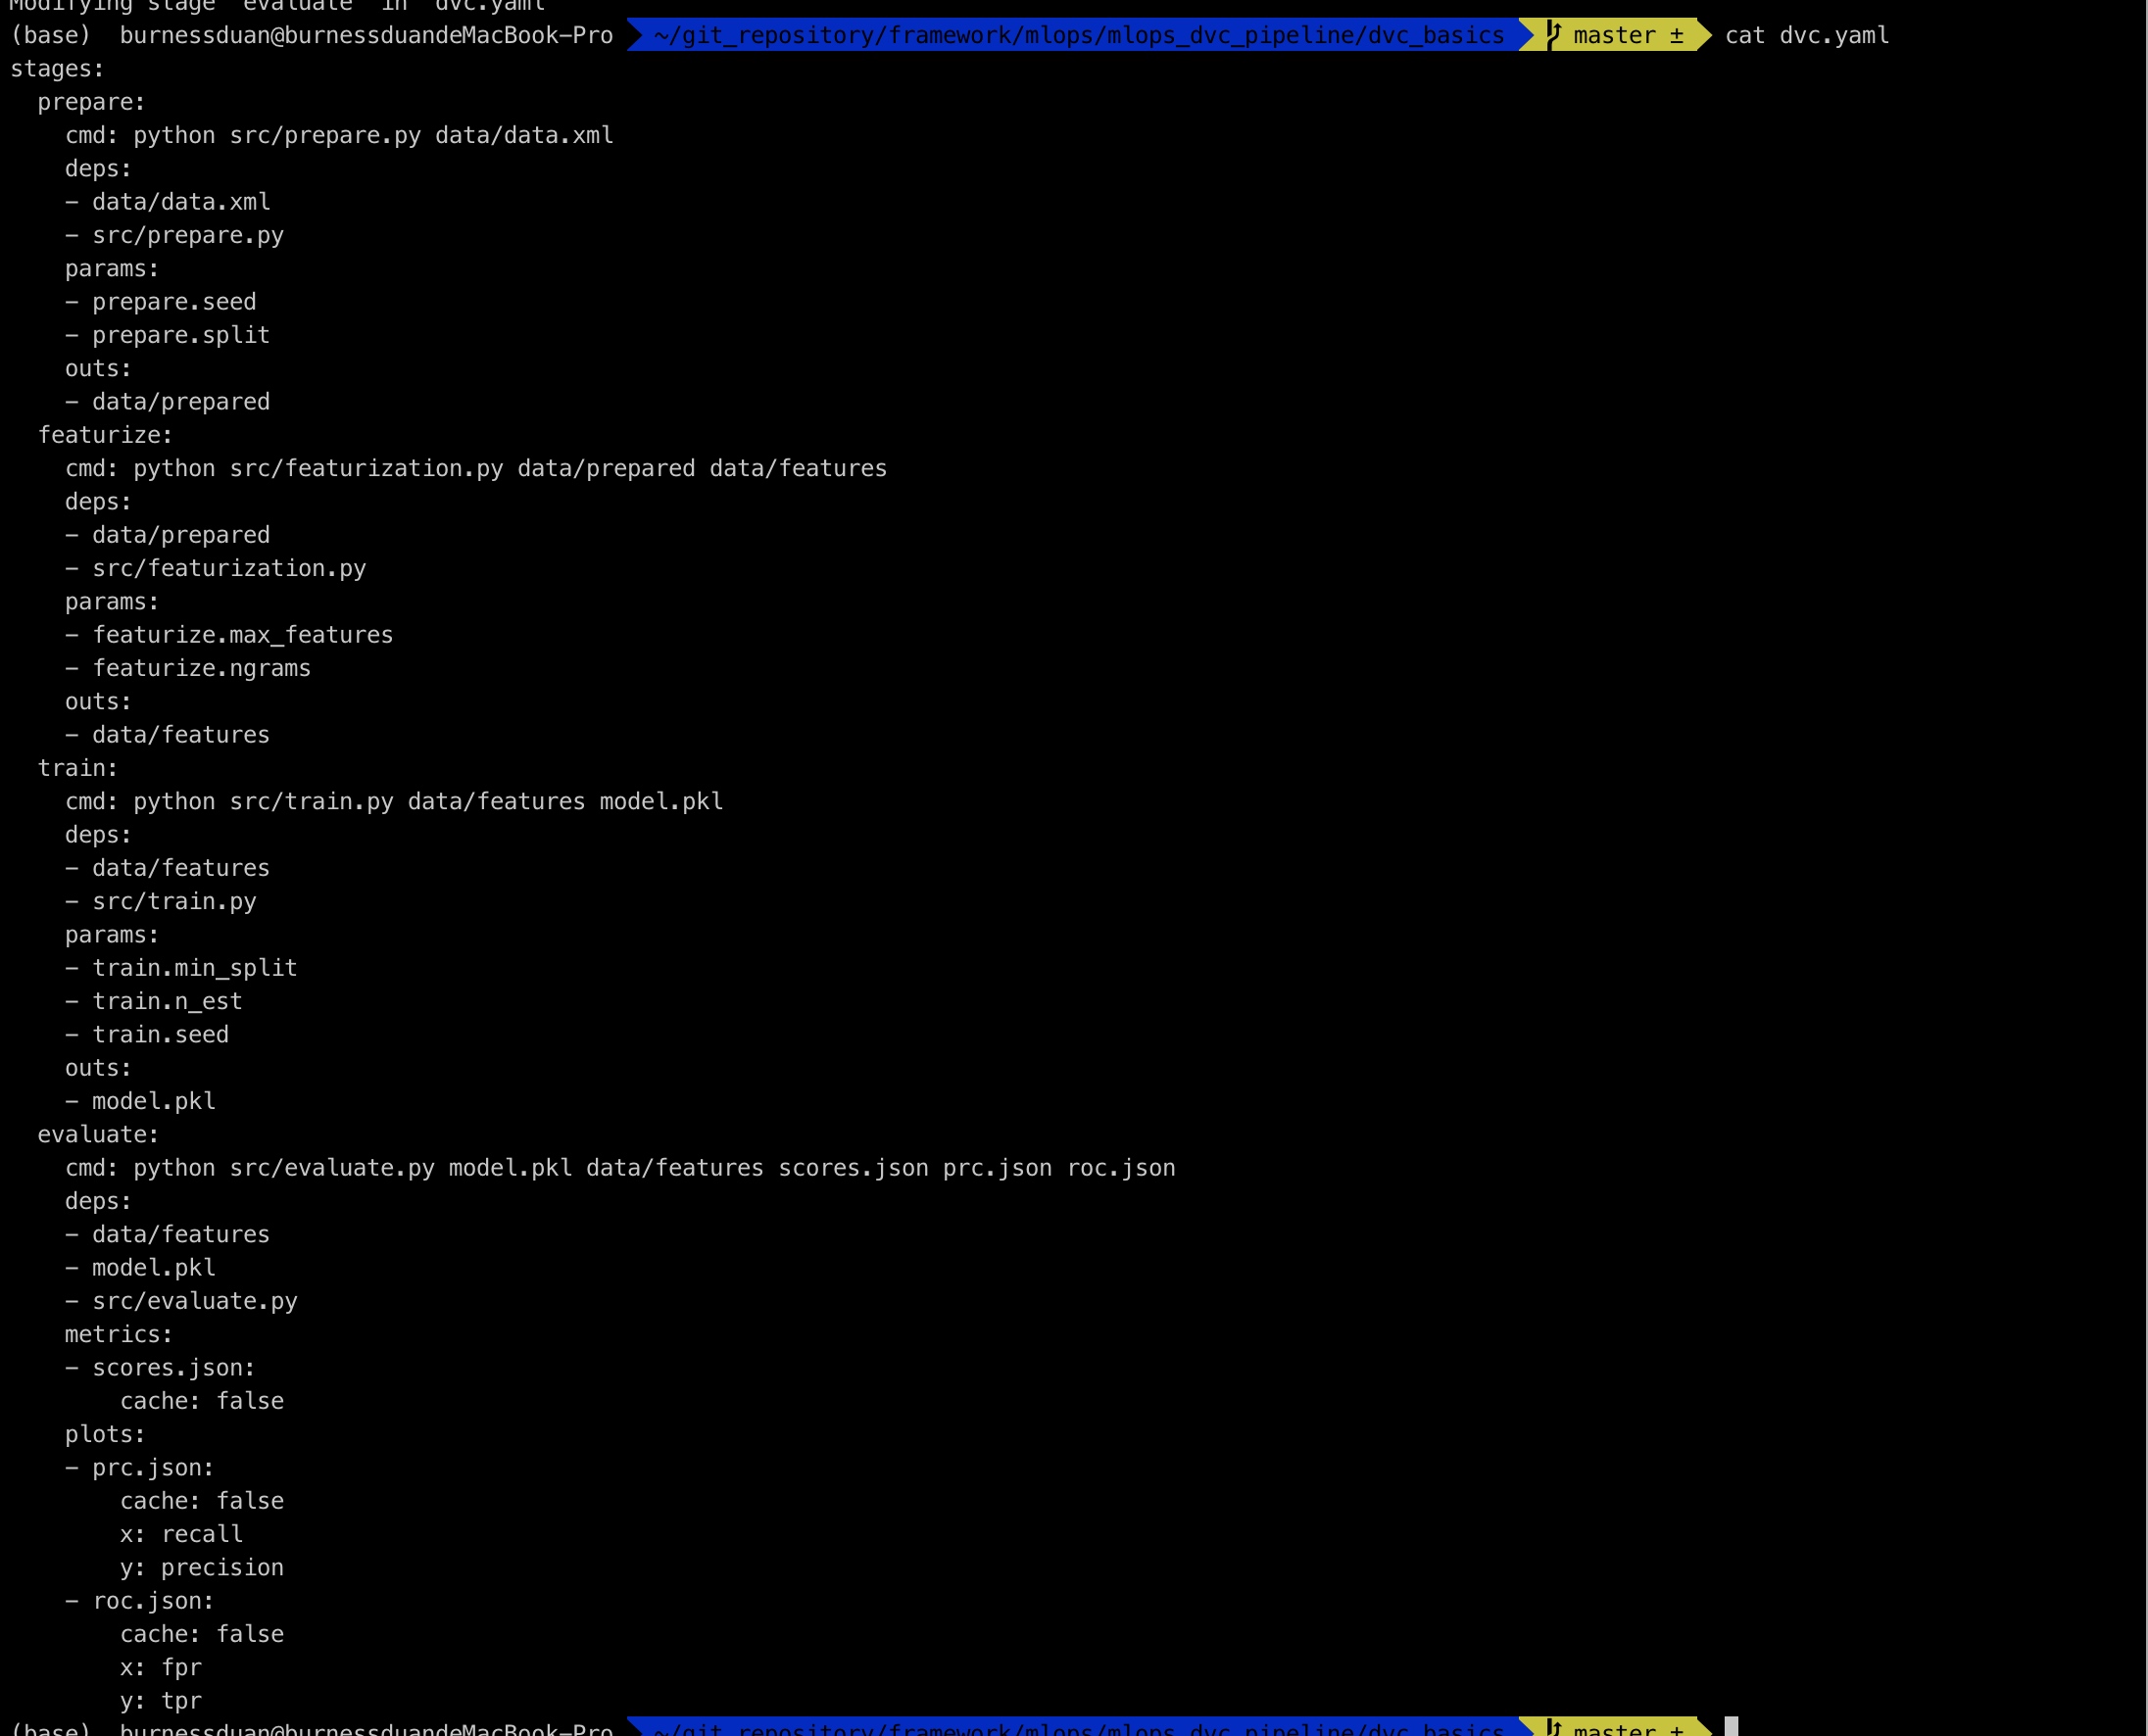 Modifying stage 'evaluate' in 'dvc.yaml'
(base)  burnessduan@burnessduandeMacBook-Pro  ~/git_repository/framework/mlops/mlops_dvc_pipeline/dvc_basics  master ±  cat dvc.yaml
stages:
  prepare:
    cmd: python src/prepare.py data/data.xml
    deps:
    - data/data.xml
    - src/prepare.py
    params:
    - prepare.seed
    - prepare.split
    outs:
    - data/prepared
  featurize:
    cmd: python src/featurization.py data/prepared data/features
    deps:
    - data/prepared
    - src/featurization.py
    params:
    - featurize.max_features
    - featurize.ngrams
    outs:
    - data/features
  train:
    cmd: python src/train.py data/features model.pkl
    deps:
    - data/features
    - src/train.py
    params:
    - train.min_split
    - train.n_est
    - train.seed
    outs:
    - model.pkl
  evaluate:
    cmd: python src/evaluate.py model.pkl data/features scores.json prc.json roc.json
    deps:
    - data/features
    - model.pkl
    - src/evaluate.py
    metrics:
    - scores.json:
        cache: false
    plots:
    - prc.json:
        cache: false
        x: recall
        y: precision
    - roc.json:
        cache: false
        x: fpr
        y: tpr
(base)  burnessduan@burnessduandeMacBook-Pro  ~/git_repository/framework/mlops/mlops_dvc_pipeline/dvc_basics  master ±